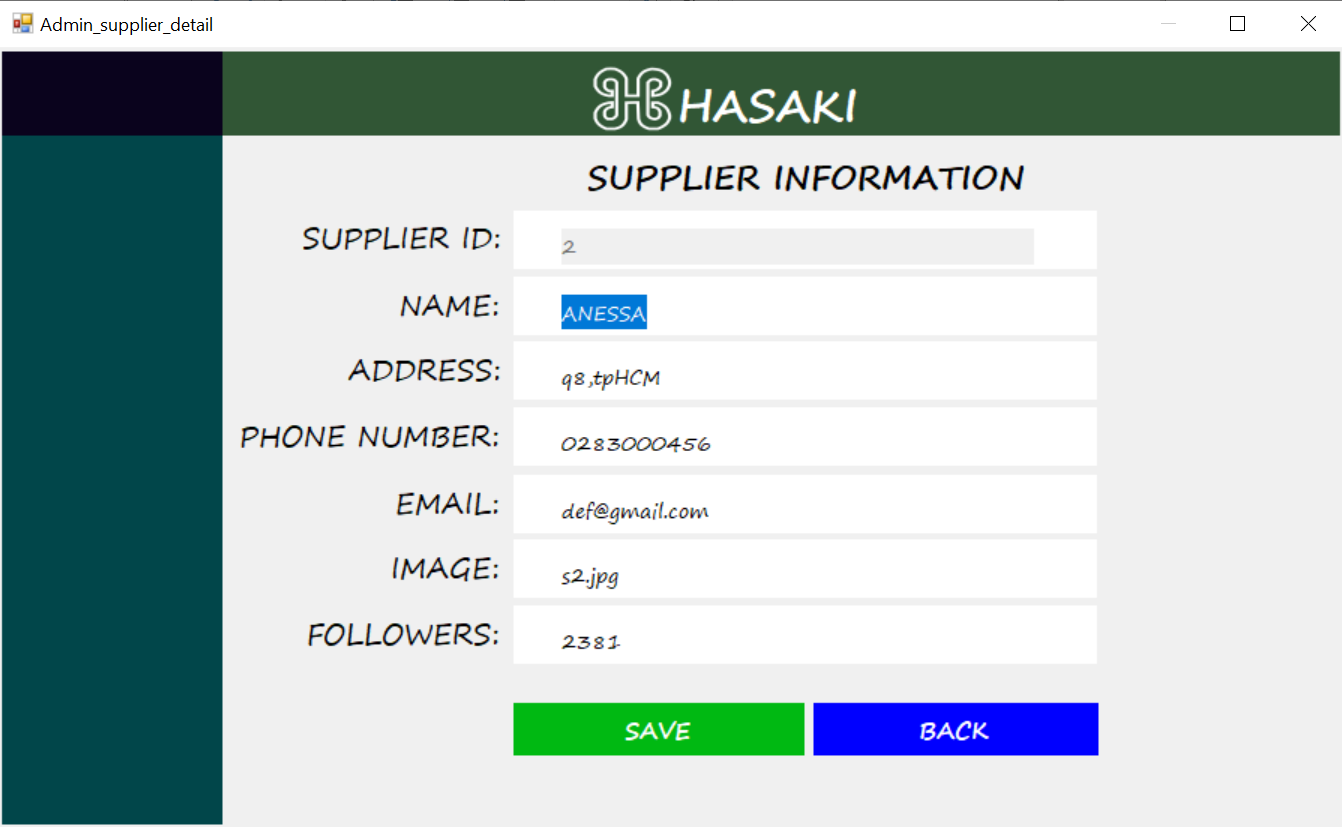 Admin_supplier_detail
HASAKI
SUPPLIER INFORMATION
SUPPLIER ID: 2
NAME: ANESSA
ADDRESS: q8,tpHCM
PHONE NUMBER: 0283000456
EMAIL: def@gmail.com
IMAGE: s2.jpg
FOLLOWERS: 2381
SAVE BACK